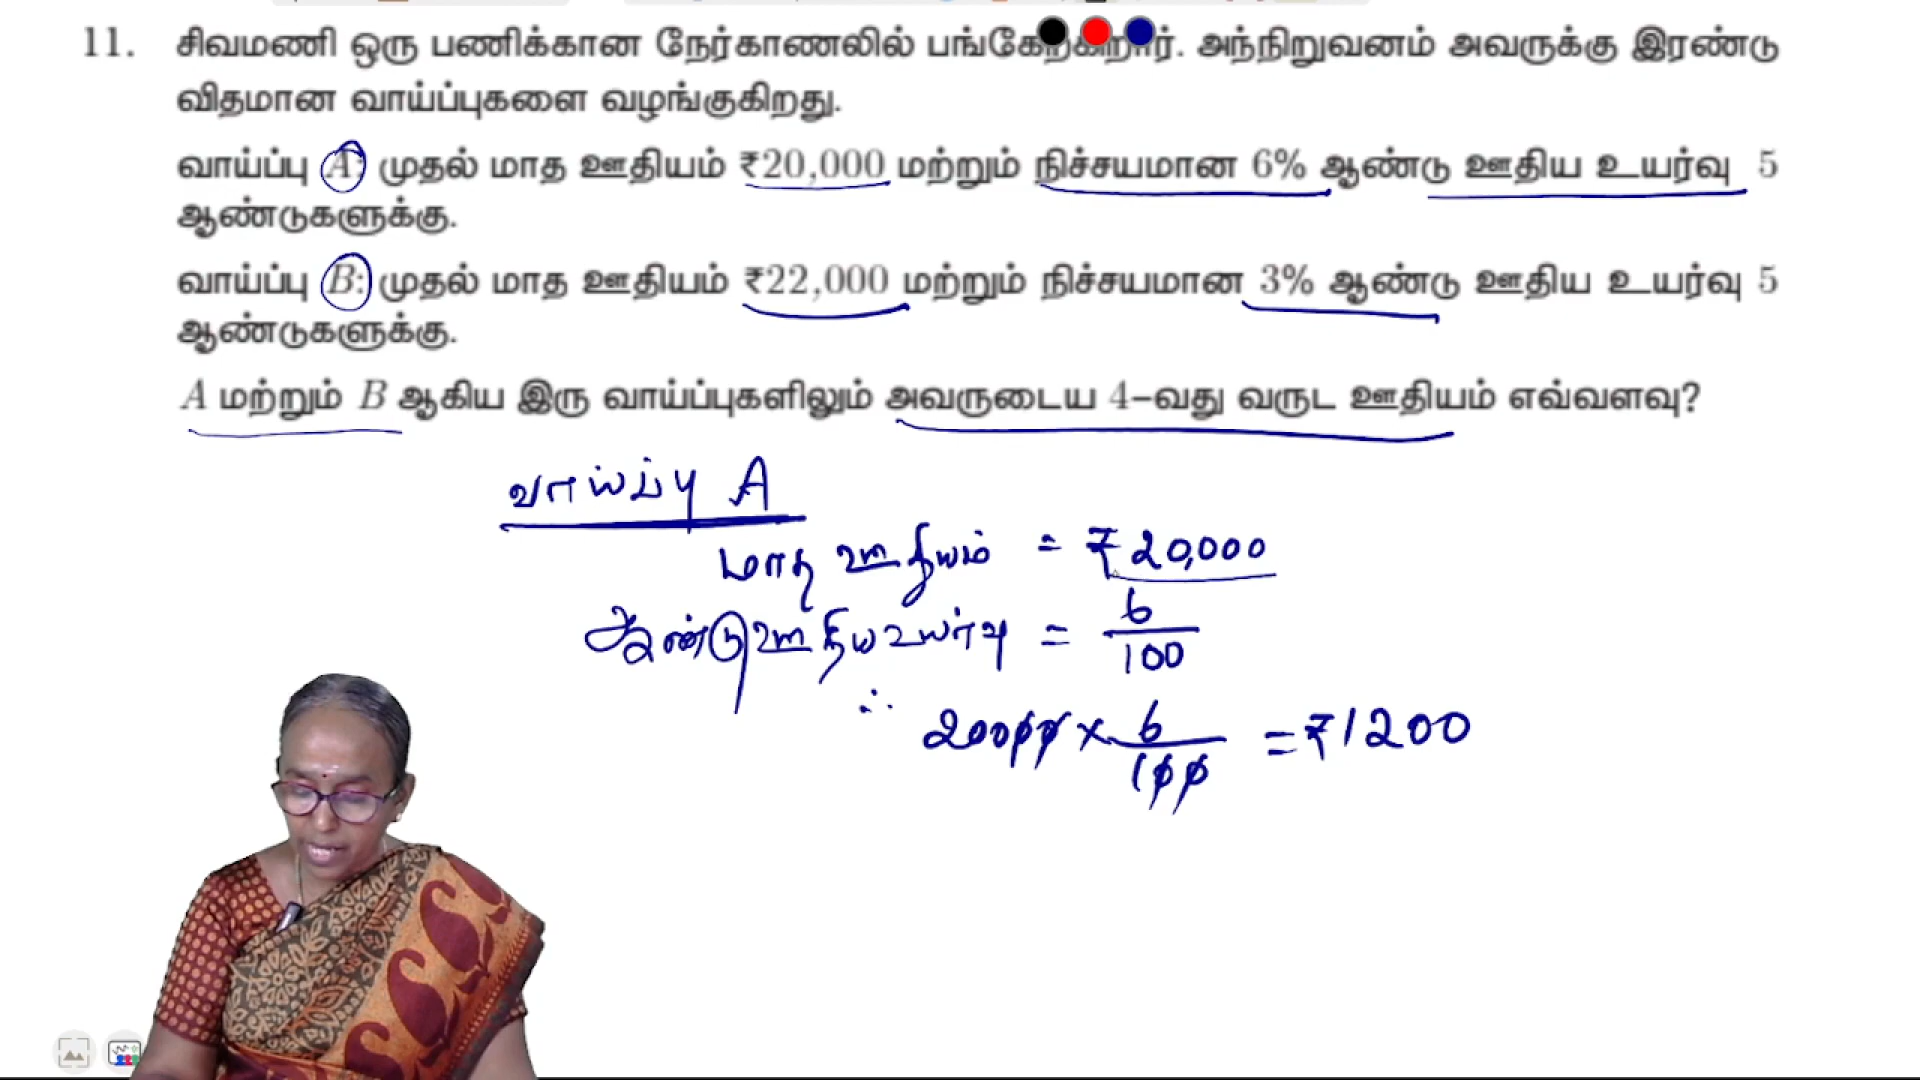 11. சிவமணி ஒரு பணிக்கான நேர்காணலில் பங்கேற்கிறார். அந்நிறுவனம் அவருக்கு இரண்டு
விதமான வாய்ப்புகளை வழங்குகிறது.
வாய்ப்பு A: முதல் மாத ஊதியம் ₹20,000 மற்றும் நிச்சயமான 6% ஆண்டு ஊதிய உயர்வு 5
ஆண்டுகளுக்கு.
வாய்ப்பு B: முதல் மாத ஊதியம் ₹22,000 மற்றும் நிச்சயமான 3% ஆண்டு ஊதிய உயர்வு 5
ஆண்டுகளுக்கு.
A மற்றும் B ஆகிய இரு வாய்ப்புகளிலும் அவருடைய 4–வது வருட ஊதியம் எவ்வளவு?
வாய்ப்பு A
மாத ஊதியம் = ₹20,000
ஆண்டு ஊதிய உயர்வு = 6/100
∴ 20000 × 6/100 = ₹1200